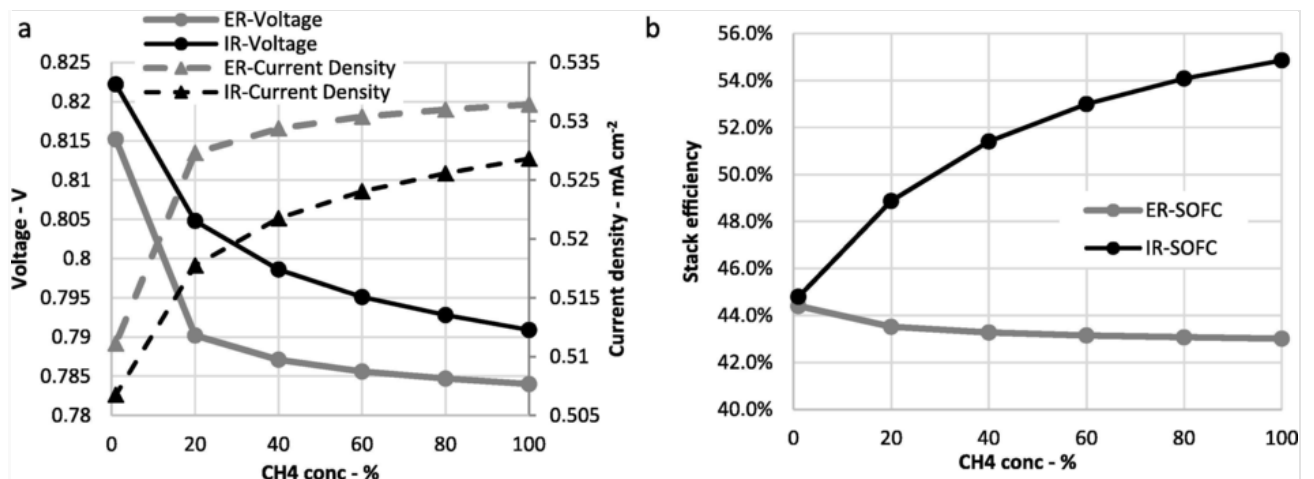 a
ER-Voltage
IR-Voltage
ER-Current Density
IR-Current Density
0.825
0.82
0.815
0.81
0.805
0.8
0.795
0.79
0.785
0.78
Voltage - V
0.535
0.53
0.525
0.52
0.515
0.51
0.505
Current density - mA cm⁻²
0 20 40 60 80 100
CH4 conc - %
b
56.0%
54.0%
52.0%
50.0%
48.0%
46.0%
44.0%
42.0%
40.0%
Stack efficiency
ER-SOFC
IR-SOFC
0 20 40 60 80 100
CH4 conc - %